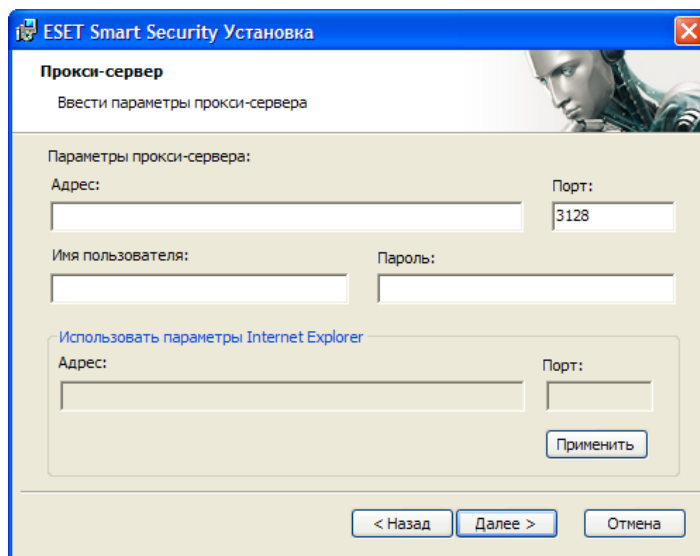 ESET Smart Security Установка
Прокси-сервер
Ввести параметры прокси-сервера
Параметры прокси-сервера:
Адрес: Порт:
3128
Имя пользователя: Пароль:
Использовать параметры Internet Explorer
Адрес: Порт:
Применить
< Назад Далее > Отмена